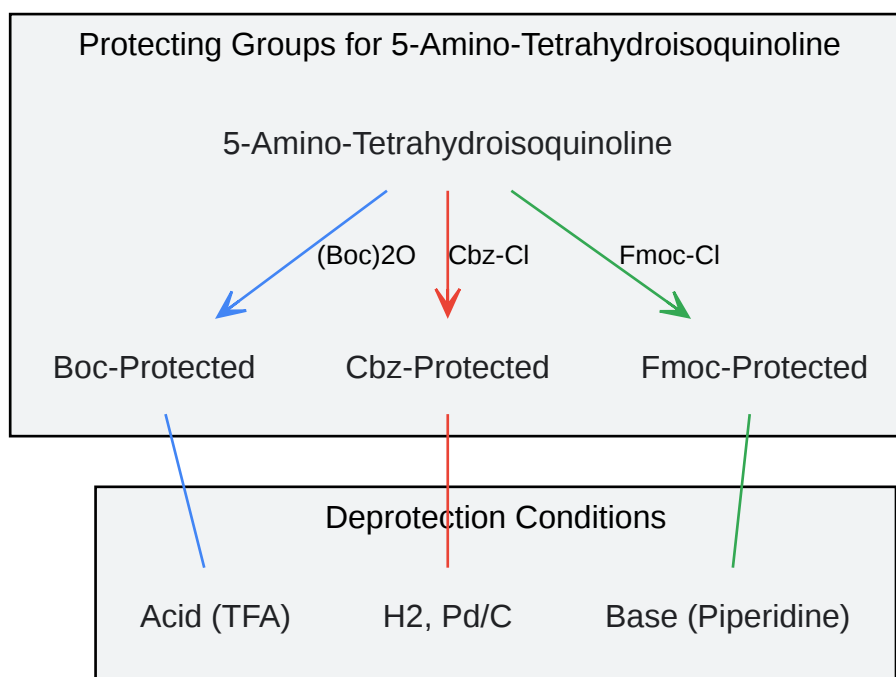 Protecting Groups for 5-Amino-Tetrahydroisoquinoline
5-Amino-Tetrahydroisoquinoline
(Boc)2O
Cbz-Cl
Fmoc-Cl
Boc-Protected
Cbz-Protected
Fmoc-Protected
Deprotection Conditions
Acid (TFA)
H2, Pd/C
Base (Piperidine)